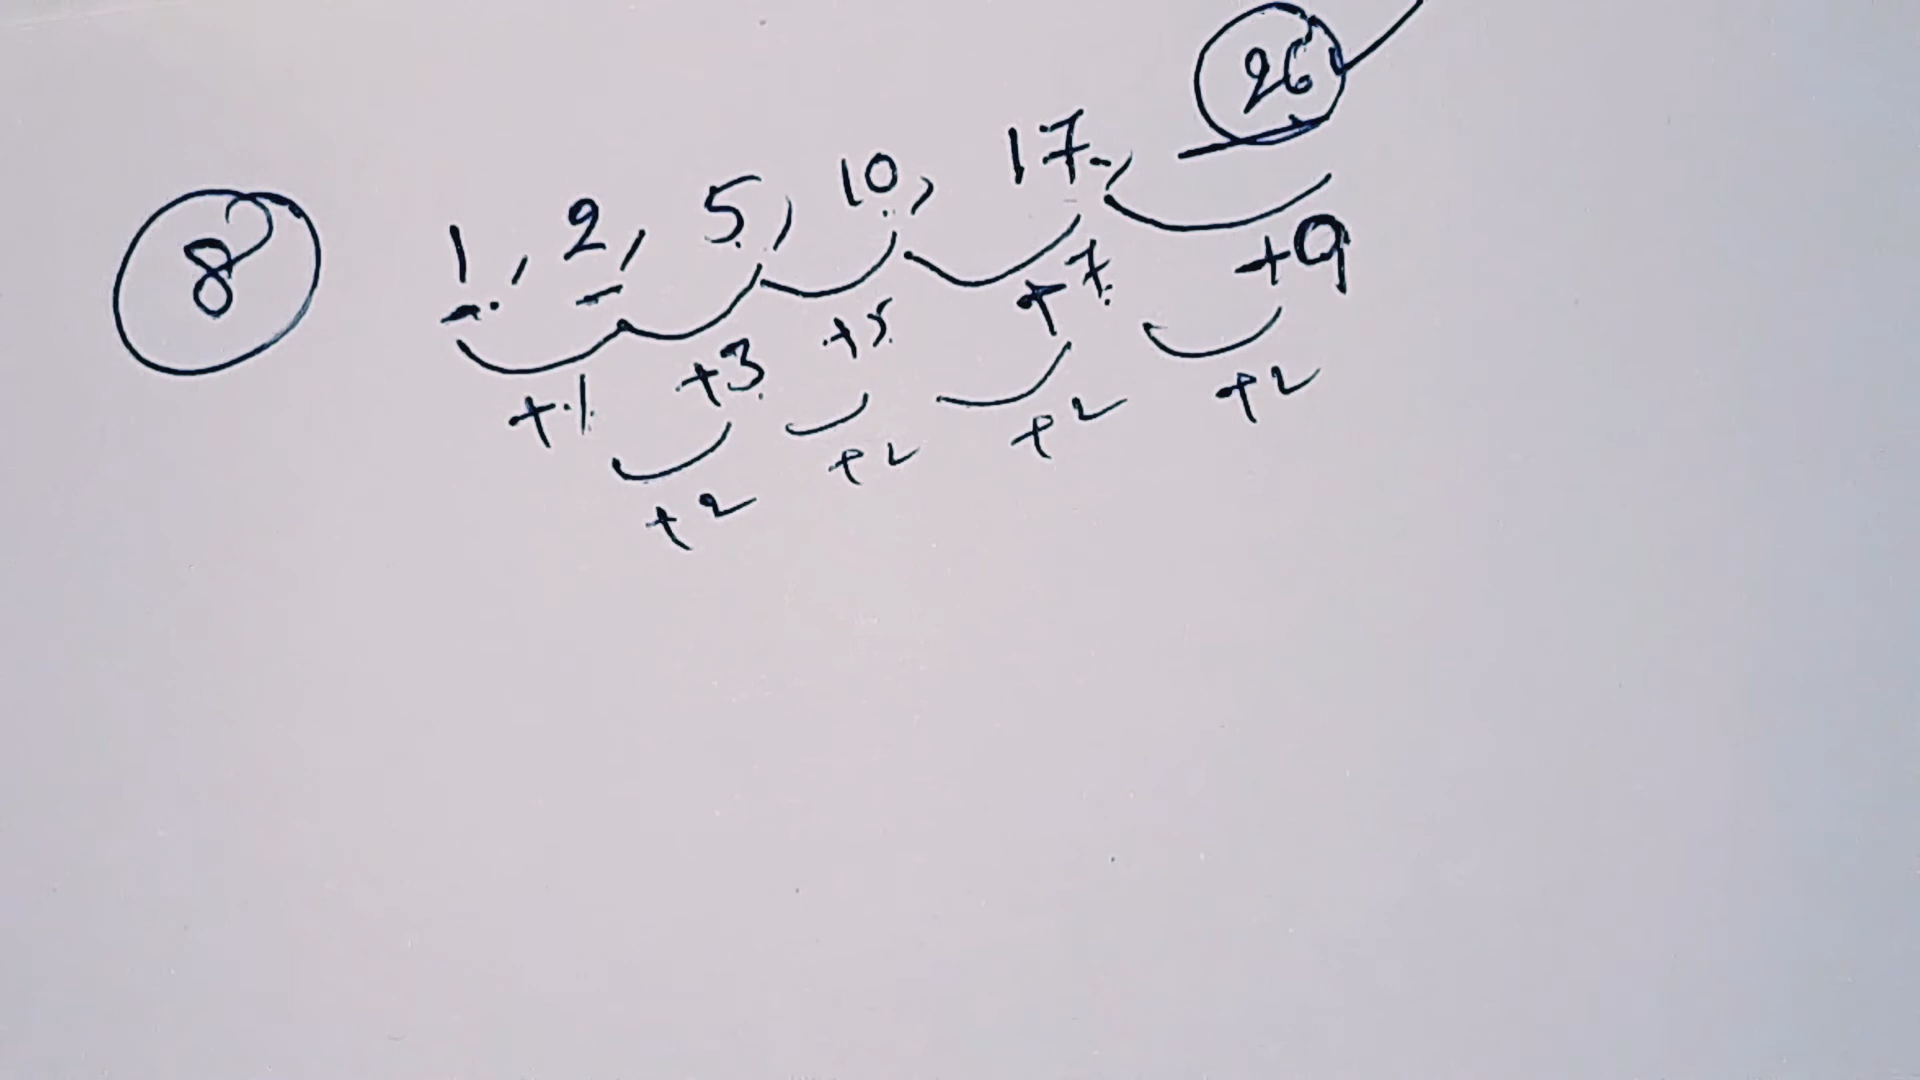 8 1, 2, 5, 10, 17, 26
+1 +3 +5 +7 +9
+2 +2 +2 +2